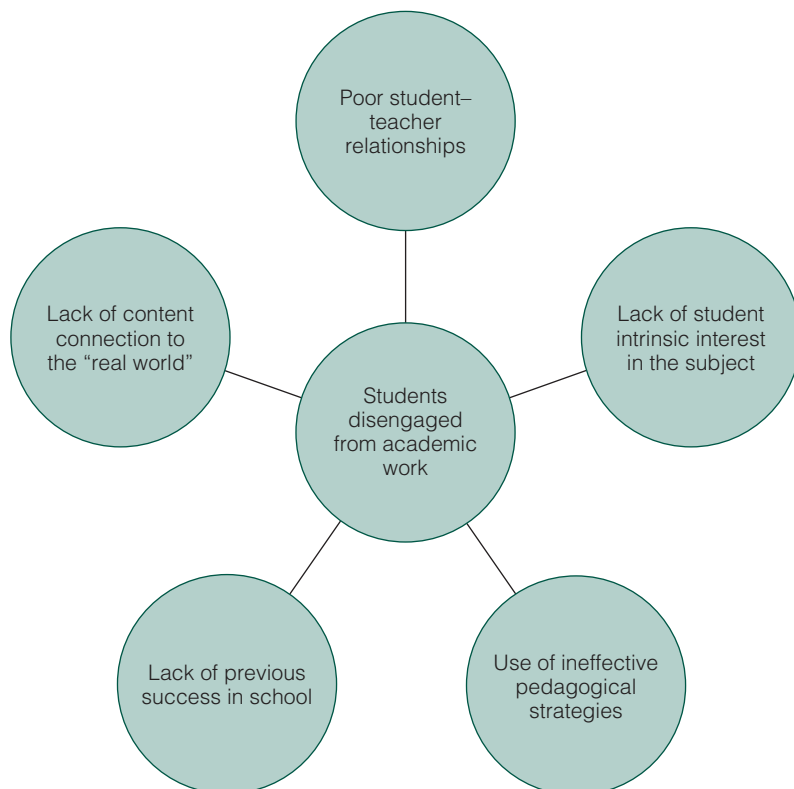 Poor student–
teacher
relationships
Lack of content
connection to
the “real world”
Lack of student
intrinsic interest
in the subject
Students
disengaged
from academic
work
Lack of previous
success in school
Use of ineffective
pedagogical
strategies